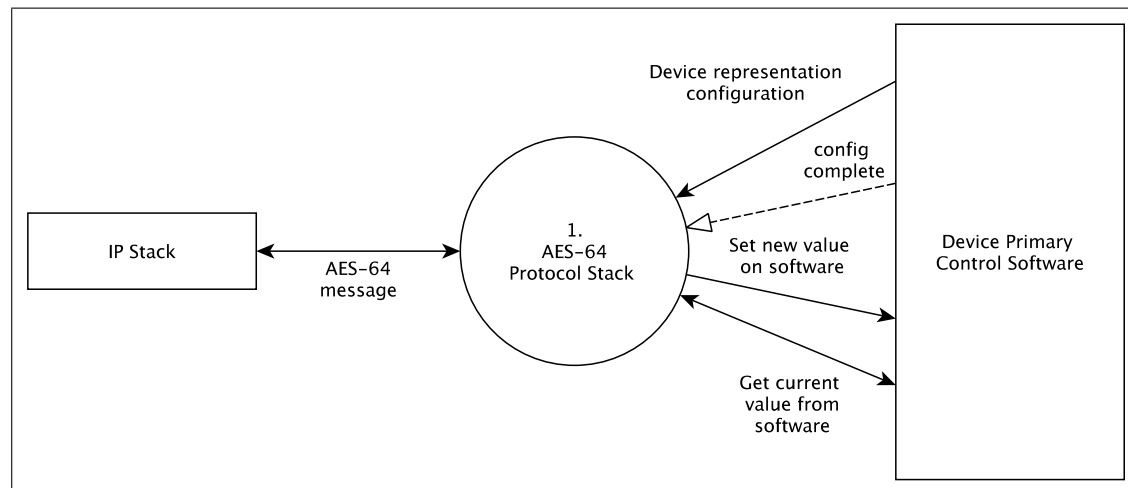 Device representation
configuration
config
complete
IP Stack
AES-64
message
1.
AES-64
Protocol Stack
Set new value
on software
Get current
value from
software
Device Primary
Control Software